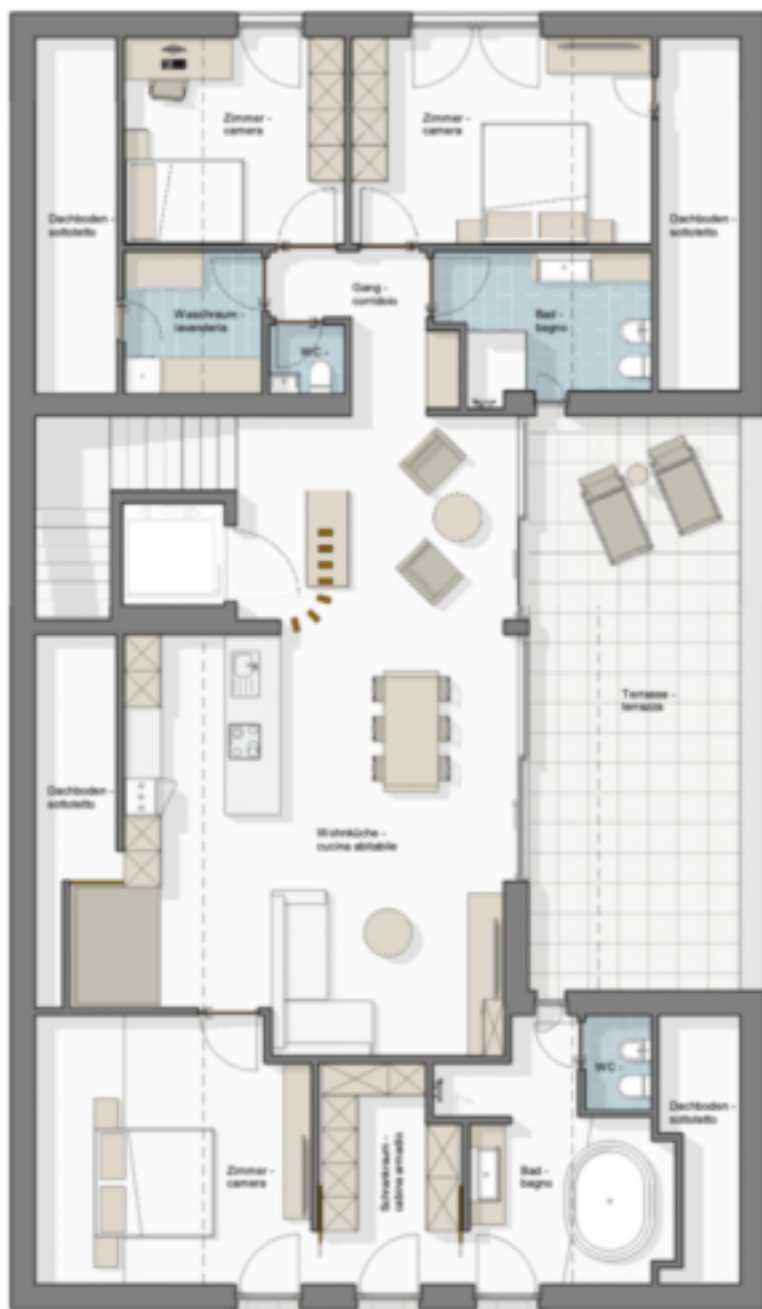 Zimmer -
camera
Zimmer -
camera
Dachboden -
sottotetto
Dachboden -
sottotetto
Gang -
corridoio
Waschraum -
lavanderia
Bad -
bagno
WC -
Terrasse -
terrazza
Dachboden -
sottotetto
Wohnküche -
cucina abitabile
WC -
Dachboden -
sottotetto
Zimmer -
camera
Schrankraum -
cabina armadio
Bad -
bagno